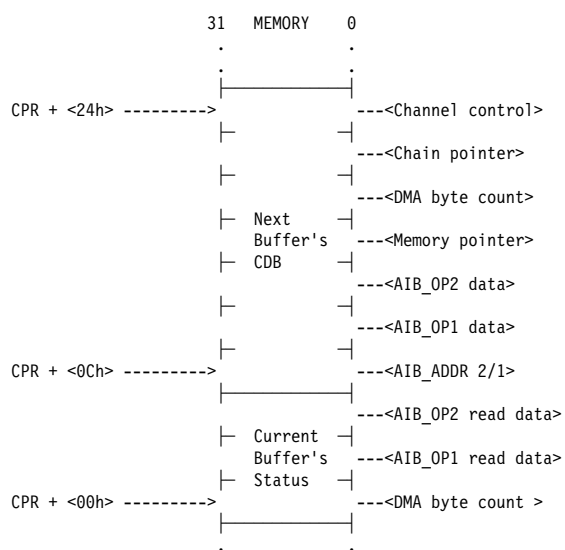 31 MEMORY 0
CPR + <24h> ---------> ---<Channel control>
---<Chain pointer>
---<DMA byte count>
Next
Buffer's ---<Memory pointer>
CDB
---<AIB_OP2 data>
---<AIB_OP1 data>
CPR + <0Ch> ---------> ---<AIB_ADDR 2/1>
---<AIB_OP2 read data>
Current
Buffer's ---<AIB_OP1 read data>
Status
CPR + <00h> ---------> ---<DMA byte count >